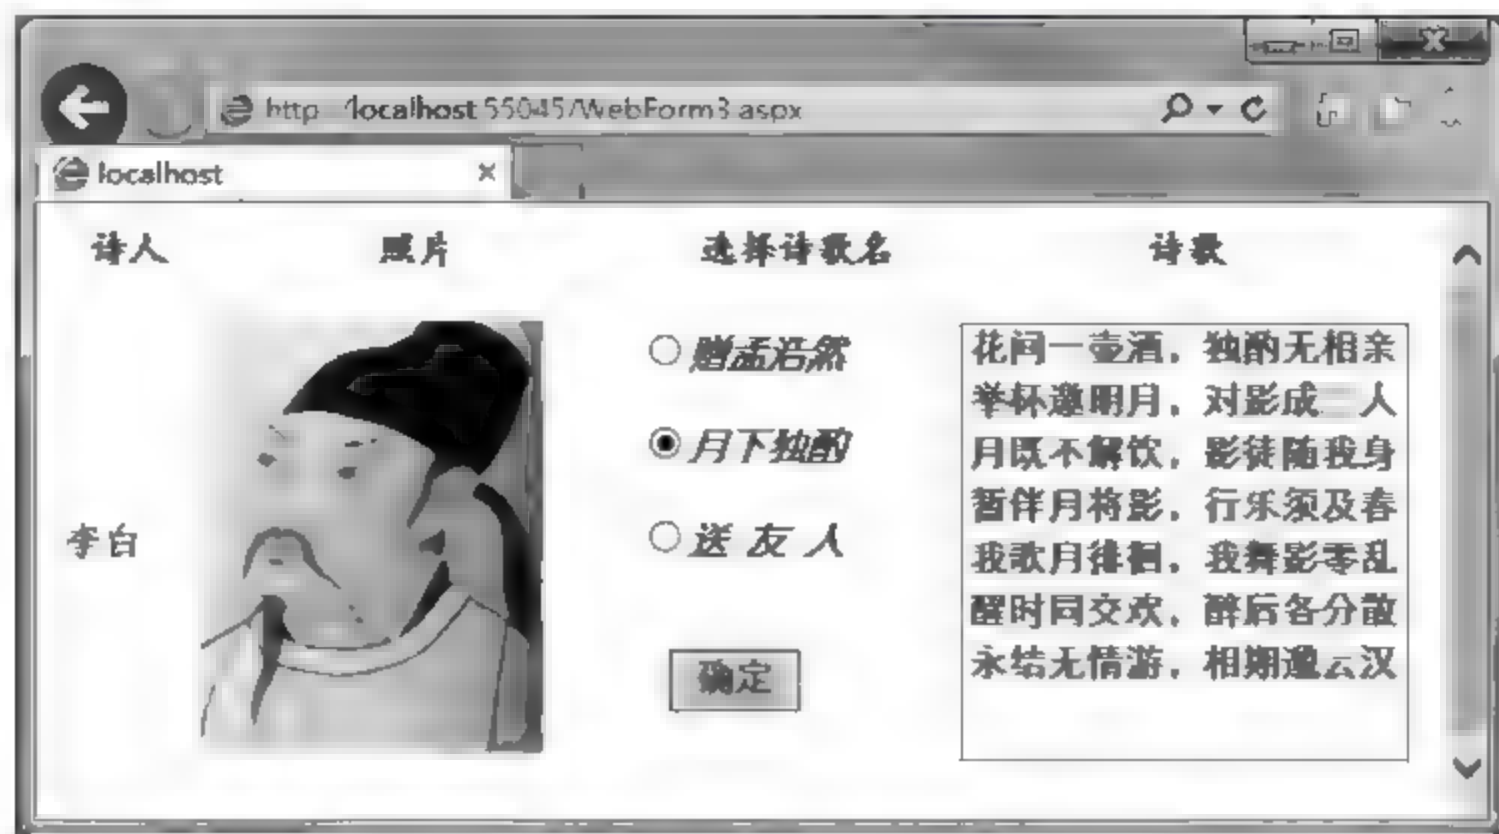 http //localhost:55045/WebForm3.aspx
localhost
诗人 照片 选择诗歌名 诗歌
李白
赠孟浩然
月下独酌
送 友 人
确定
花间一壶酒，独酌无相亲
举杯邀明月，对影成三人
月既不解饮，影徒随我身
暂伴月将影，行乐须及春
我歌月徘徊，我舞影零乱
醒时同交欢，醉后各分散
永结无情游，相期邈云汉